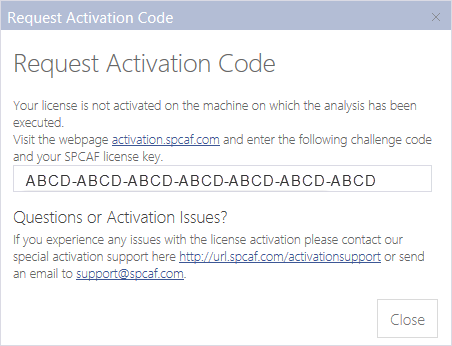 Request Activation Code
Request Activation Code
Your license is not activated on the machine on which the analysis has been
executed.
Visit the webpage activation.spcaf.com and enter the following challenge code
and your SPCAF license key.
ABCD-ABCD-ABCD-ABCD-ABCD-ABCD-ABCD
Questions or Activation Issues?
If you experience any issues with the license activation please contact our
special activation support here http://url.spcaf.com/activationsupport or send
an email to support@spcaf.com.
Close